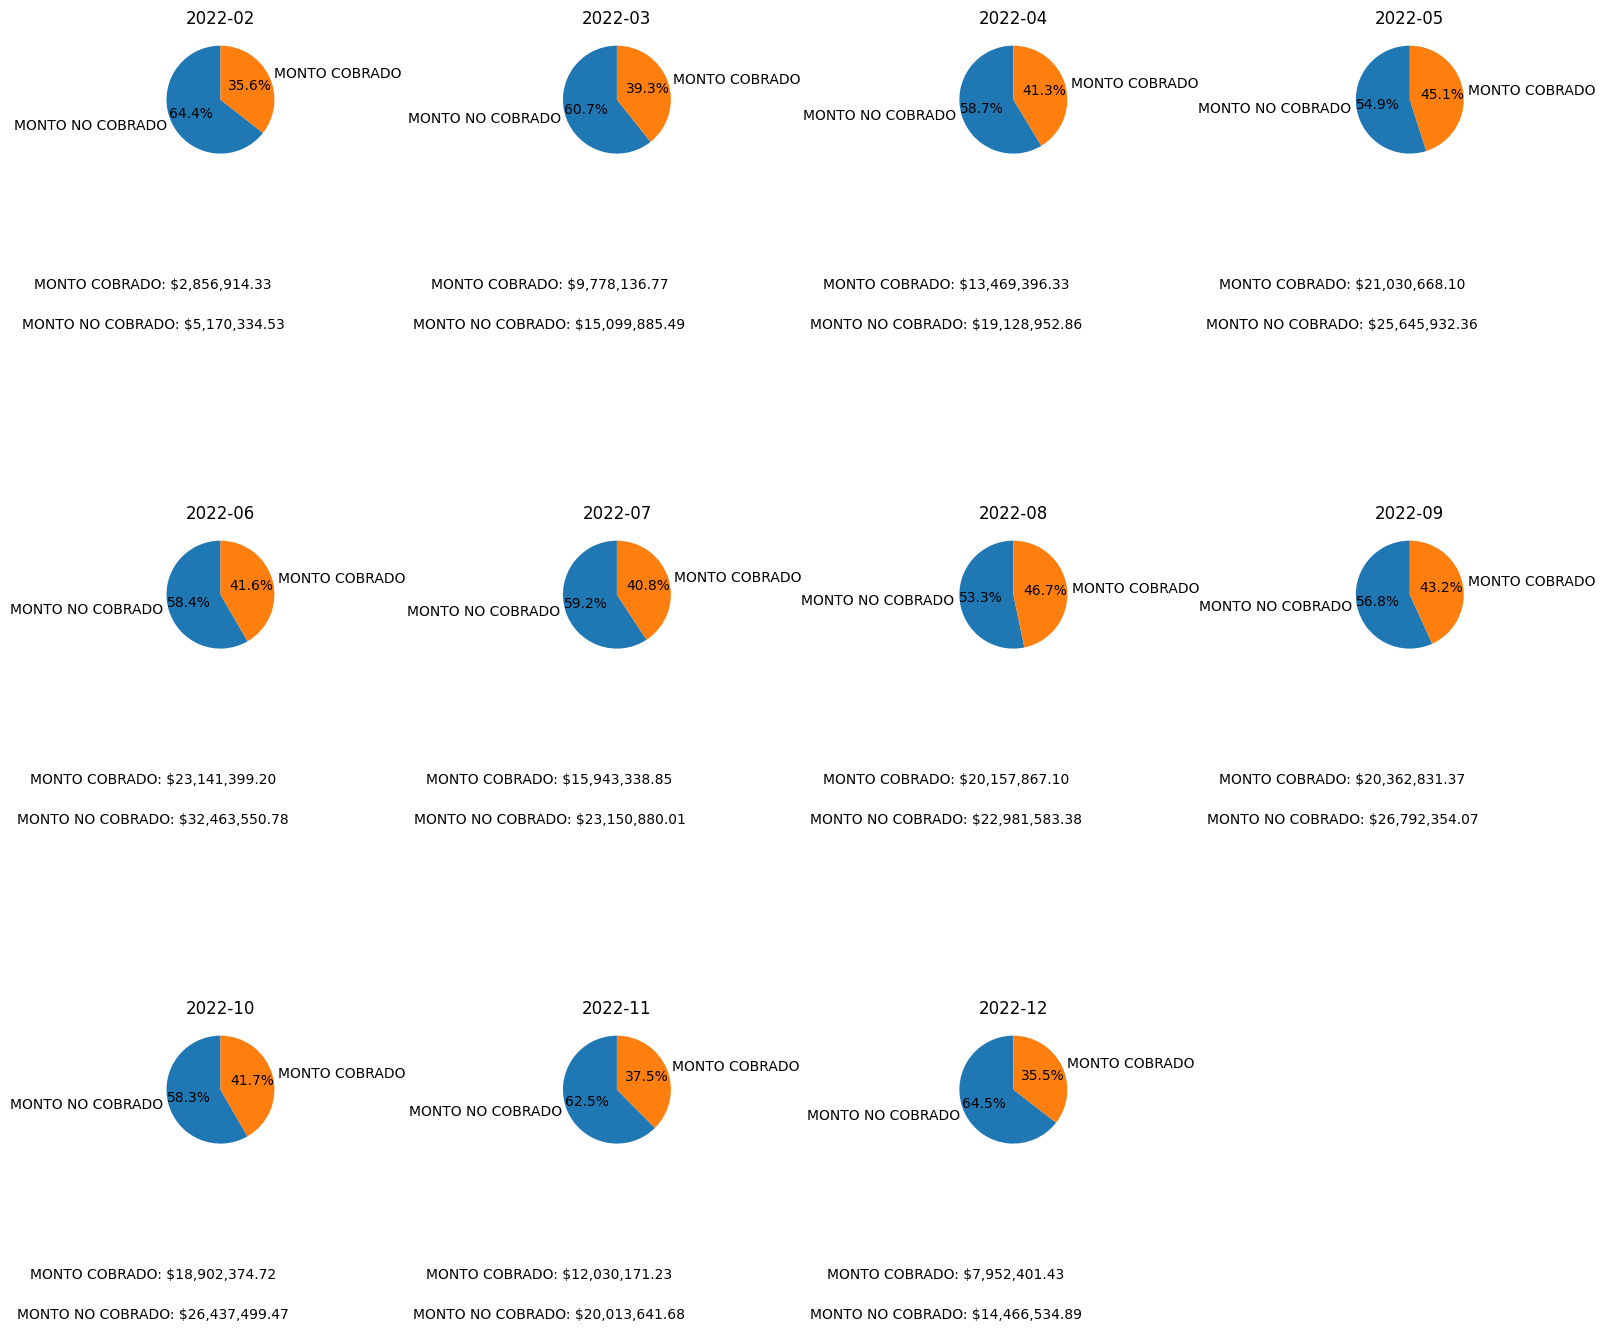 2022-02
35.6%
MONTO COBRADO
64.4%
MONTO NO COBRADO
MONTO COBRADO: $2,856,914.33
MONTO NO COBRADO: $5,170,334.53
2022-03
39.3%
MONTO COBRADO
60.7%
MONTO NO COBRADO
MONTO COBRADO: $9,778,136.77
MONTO NO COBRADO: $15,099,885.49
2022-04
41.3%
MONTO COBRADO
58.7%
MONTO NO COBRADO
MONTO COBRADO: $13,469,396.33
MONTO NO COBRADO: $19,128,952.86
2022-05
45.1%
MONTO COBRADO
54.9%
MONTO NO COBRADO
MONTO COBRADO: $21,030,668.10
MONTO NO COBRADO: $25,645,932.36
2022-06
41.6%
MONTO COBRADO
58.4%
MONTO NO COBRADO
MONTO COBRADO: $23,141,399.20
MONTO NO COBRADO: $32,463,550.78
2022-07
40.8%
MONTO COBRADO
59.2%
MONTO NO COBRADO
MONTO COBRADO: $15,943,338.85
MONTO NO COBRADO: $23,150,880.01
2022-08
46.7%
MONTO COBRADO
53.3%
MONTO NO COBRADO
MONTO COBRADO: $20,157,867.10
MONTO NO COBRADO: $22,981,583.38
2022-09
43.2%
MONTO COBRADO
56.8%
MONTO NO COBRADO
MONTO COBRADO: $20,362,831.37
MONTO NO COBRADO: $26,792,354.07
2022-10
41.7%
MONTO COBRADO
58.3%
MONTO NO COBRADO
MONTO COBRADO: $18,902,374.72
MONTO NO COBRADO: $26,437,499.47
2022-11
37.5%
MONTO COBRADO
62.5%
MONTO NO COBRADO
MONTO COBRADO: $12,030,171.23
MONTO NO COBRADO: $20,013,641.68
2022-12
35.5%
MONTO COBRADO
64.5%
MONTO NO COBRADO
MONTO COBRADO: $7,952,401.43
MONTO NO COBRADO: $14,466,534.89